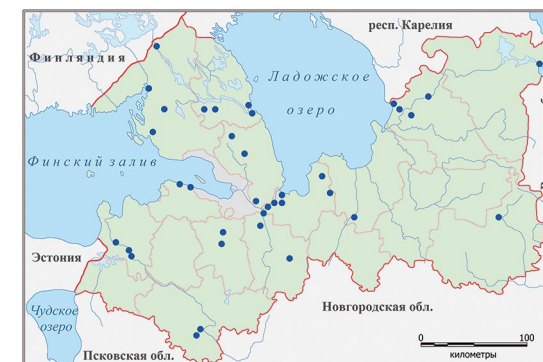 респ. Карелия
Финляндия
Ладожское
озеро
Финский залив
Эстония
Чудское
озеро
Новгородская обл.
Псковская обл.
0 100
километры